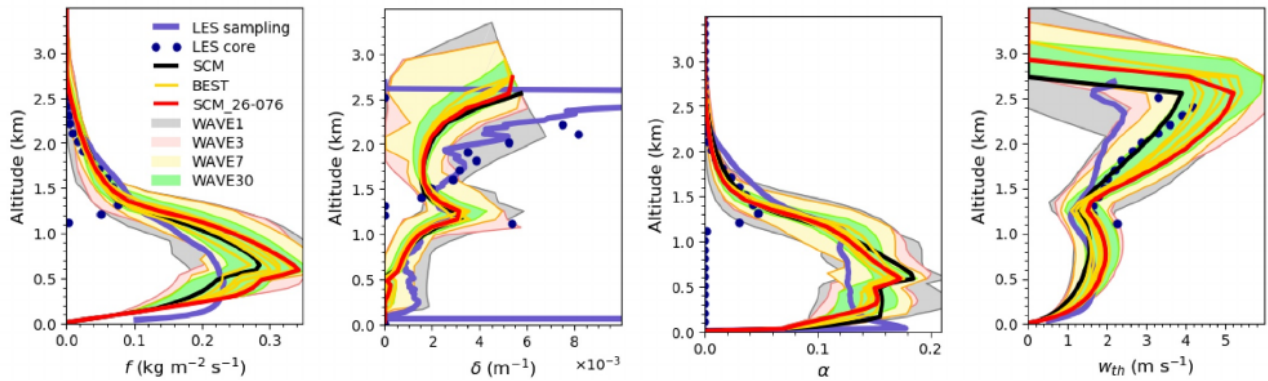 LES sampling
LES core
SCM
BEST
SCM_26-076
WAVE1
WAVE3
WAVE7
WAVE30
Altitude (km)
3.0
2.5
2.0
1.5
1.0
0.5
0.0
0.0 0.1 0.2 0.3
f (kg m⁻² s⁻¹)
Altitude (km)
3.0
2.5
2.0
1.5
1.0
0.5
0.0
0 2 4 6 8
×10⁻³
δ (m⁻¹)
Altitude (km)
3.5
3.0
2.5
2.0
1.5
1.0
0.5
0.0
0.0 0.1 0.2
α
Altitude (km)
3.0
2.5
2.0
1.5
1.0
0.5
0.0
0 1 2 3 4 5 6
w_th (m s⁻¹)